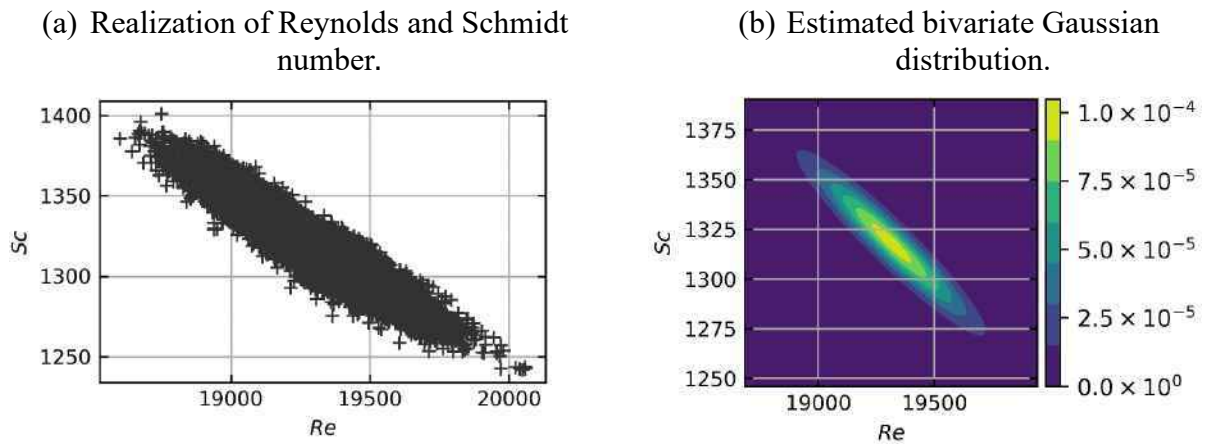 (a) Realization of Reynolds and Schmidt
number.
1400
1350
1300
1250
Sc
19000
19500
20000
Re
(b) Estimated bivariate Gaussian
distribution.
1375
1350
1325
1300
1275
1250
Sc
19000
19500
Re
1.0 × 10⁻⁴
7.5 × 10⁻⁵
5.0 × 10⁻⁵
2.5 × 10⁻⁵
0.0 × 10⁰